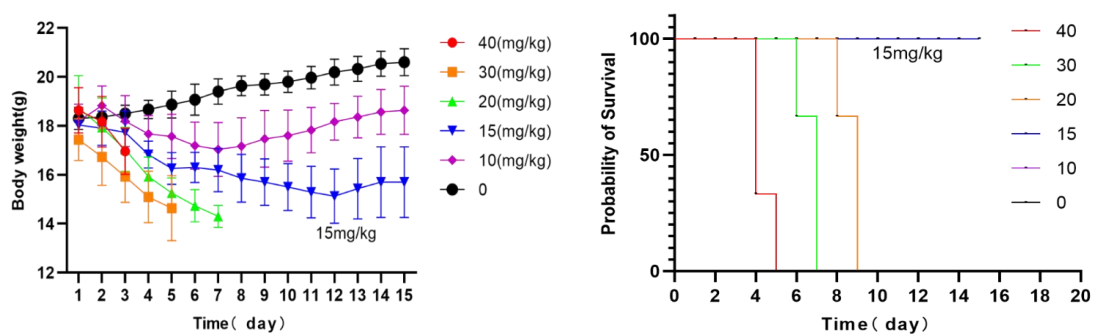 Body weight(g)
22
20
18
16
14
12
1 2 3 4 5 6 7 8 9 10 11 12 13 14 15
Time( day)
15mg/kg
40(mg/kg)
30(mg/kg)
20(mg/kg)
15(mg/kg)
10(mg/kg)
0
Probability of Survival
100
50
0
0 2 4 6 8 10 12 14 16 18 20
Time( day)
15mg/kg
40
30
20
15
10
0